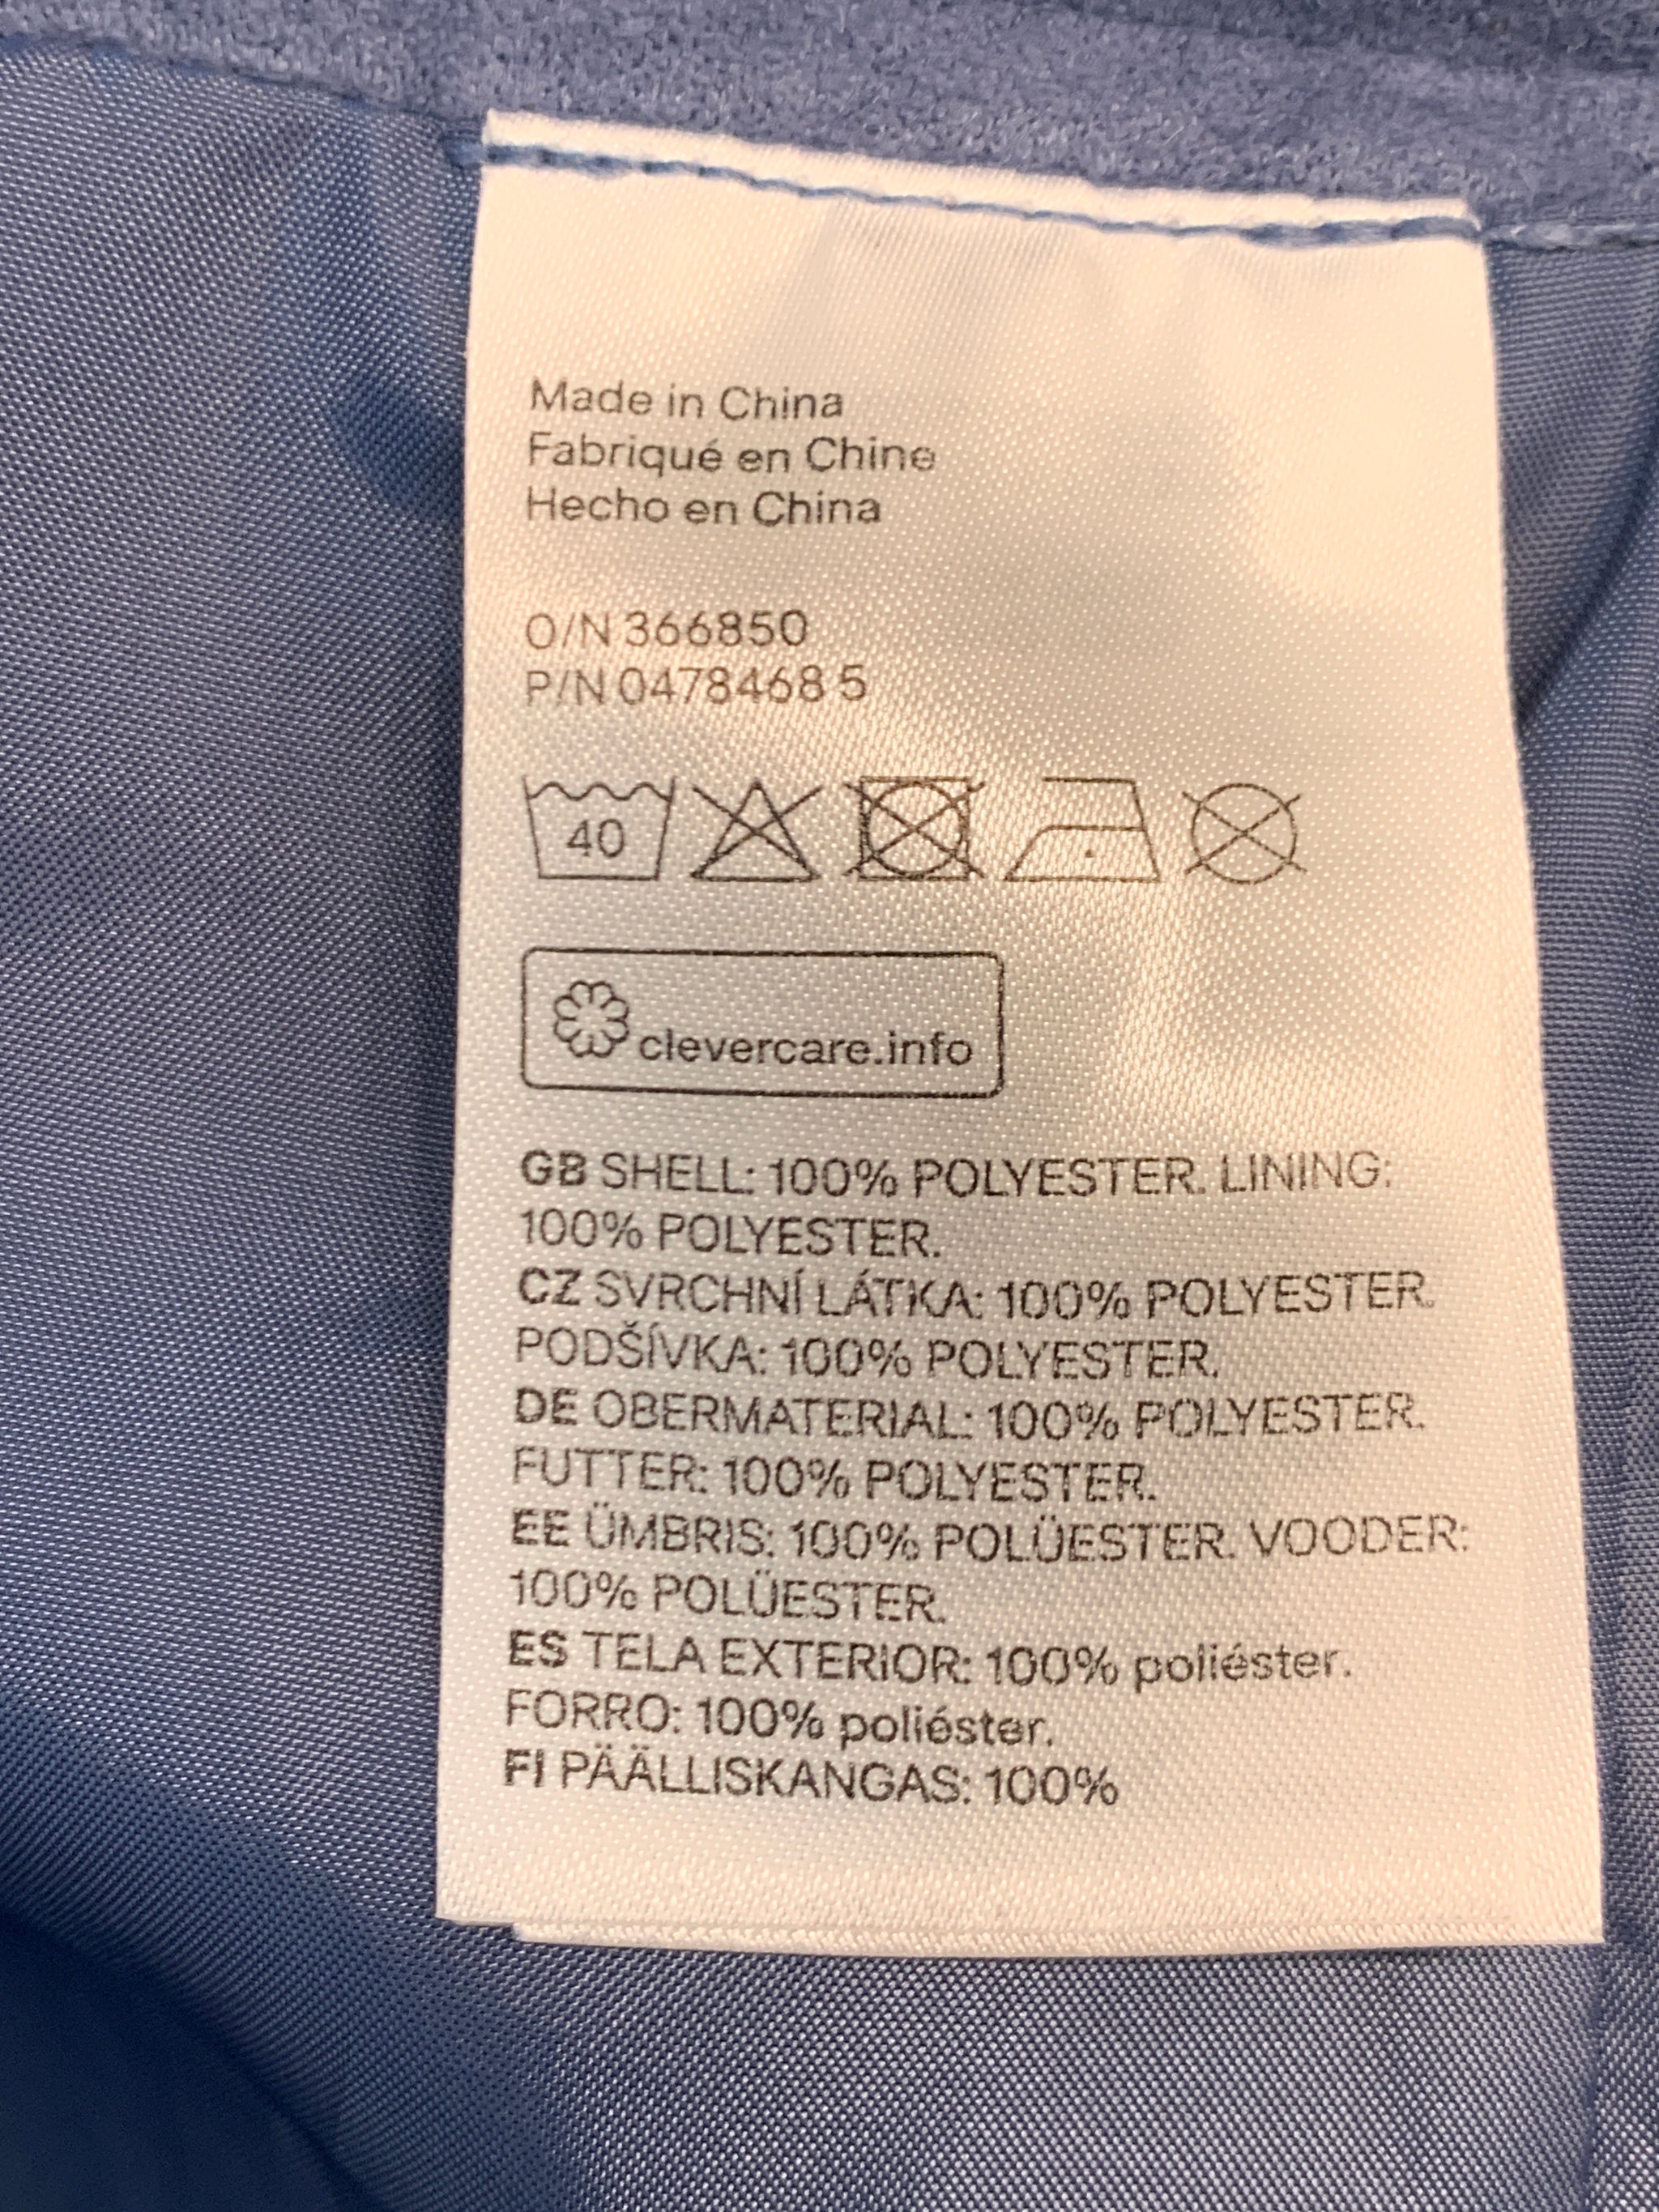 Made in China
Fabriqué en Chine
Hecho en China
O/N 366850
P/N 0478468 5
40
clevercare.info
GB SHELL: 100% POLYESTER. LINING:
100% POLYESTER.
CZ SVRCHNÍ LÁTKA: 100% POLYESTER.
PODŠÍVKA: 100% POLYESTER.
DE OBERMATERIAL: 100% POLYESTER.
FUTTER: 100% POLYESTER.
EE ÜMBRIS: 100% POLÜESTER. VOODER:
100% POLÜESTER.
ES TELA EXTERIOR: 100% poliéster.
FORRO: 100% poliéster.
FI PÄÄLLISKANGAS: 100%